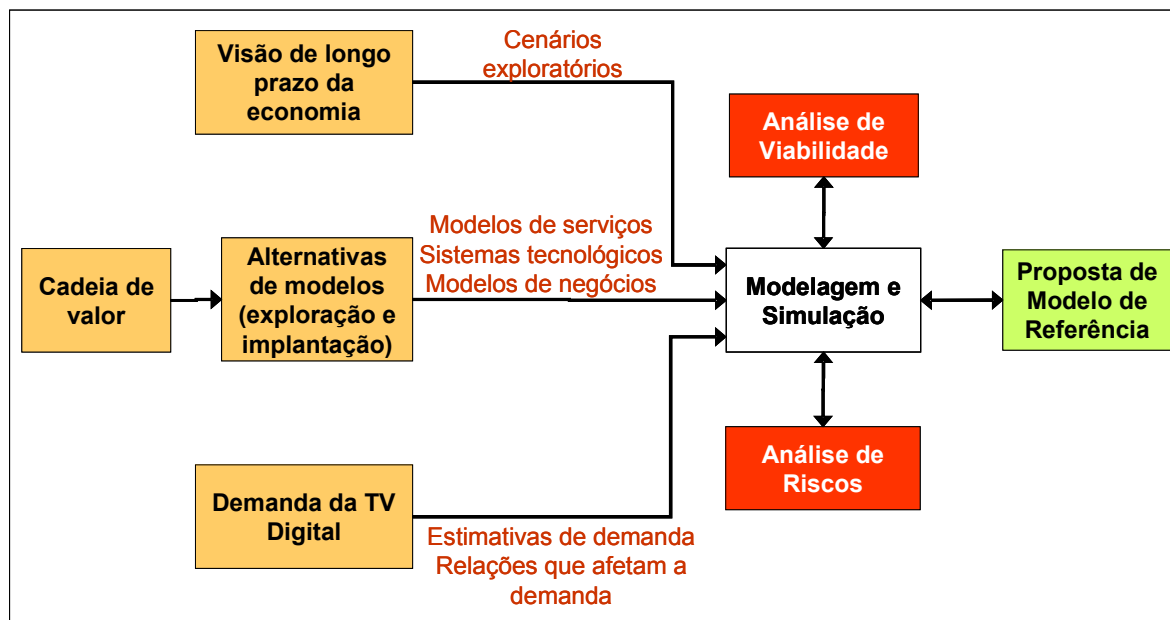 Visão de longo
prazo da
economia
Cenários
exploratórios
Análise de
Viabilidade
Cadeia de
valor
Alternativas
de modelos
(exploração e
implantação)
Modelos de serviços
Sistemas tecnológicos
Modelos de negócios
Modelagem e
Simulação
Proposta de
Modelo de
Referência
Demanda da TV
Digital
Estimativas de demanda
Relações que afetam a
demanda
Análise de
Riscos